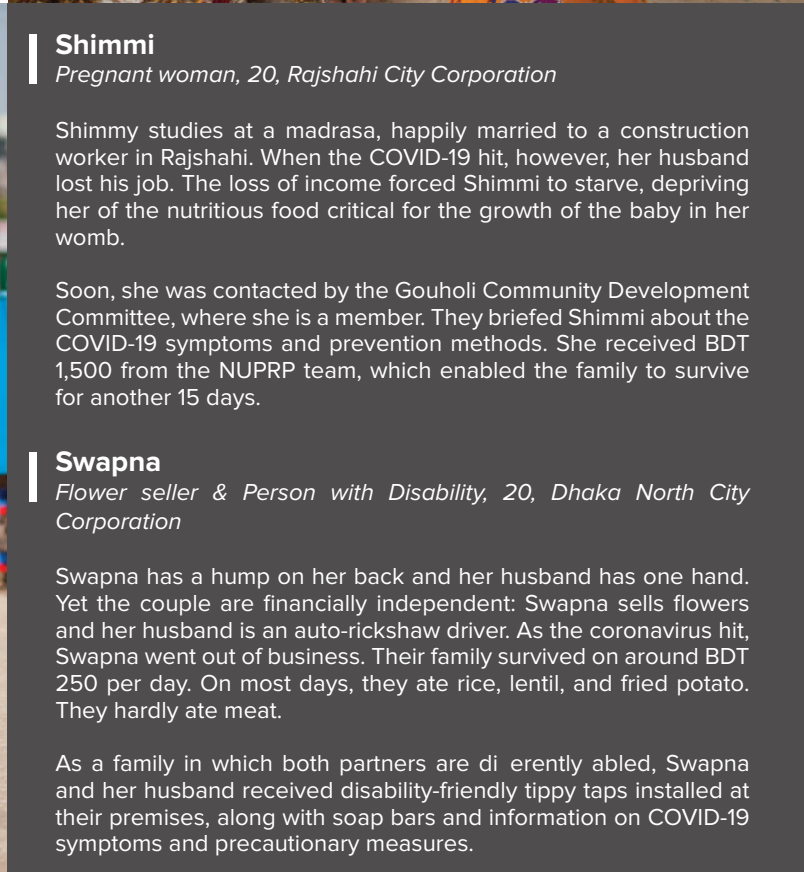 Shimmi
Pregnant woman, 20, Rajshahi City Corporation
Shimmy studies at a madrasa, happily married to a construction
worker in Rajshahi. When the COVID-19 hit, however, her husband
lost his job. The loss of income forced Shimmi to starve, depriving
her of the nutritious food critical for the growth of the baby in her
womb.
Soon, she was contacted by the Gouholi Community Development
Committee, where she is a member. They briefed Shimmi about the
COVID-19 symptoms and prevention methods. She received BDT
1,500 from the NUPRP team, which enabled the family to survive
for another 15 days.
Swapna
Flower seller & Person with Disability, 20, Dhaka North City
Corporation
Swapna has a hump on her back and her husband has one hand.
Yet the couple are financially independent: Swapna sells flowers
and her husband is an auto-rickshaw driver. As the coronavirus hit,
Swapna went out of business. Their family survived on around BDT
250 per day. On most days, they ate rice, lentil, and fried potato.
They hardly ate meat.
As a family in which both partners are di erently abled, Swapna
and her husband received disability-friendly tippy taps installed at
their premises, along with soap bars and information on COVID-19
symptoms and precautionary measures.